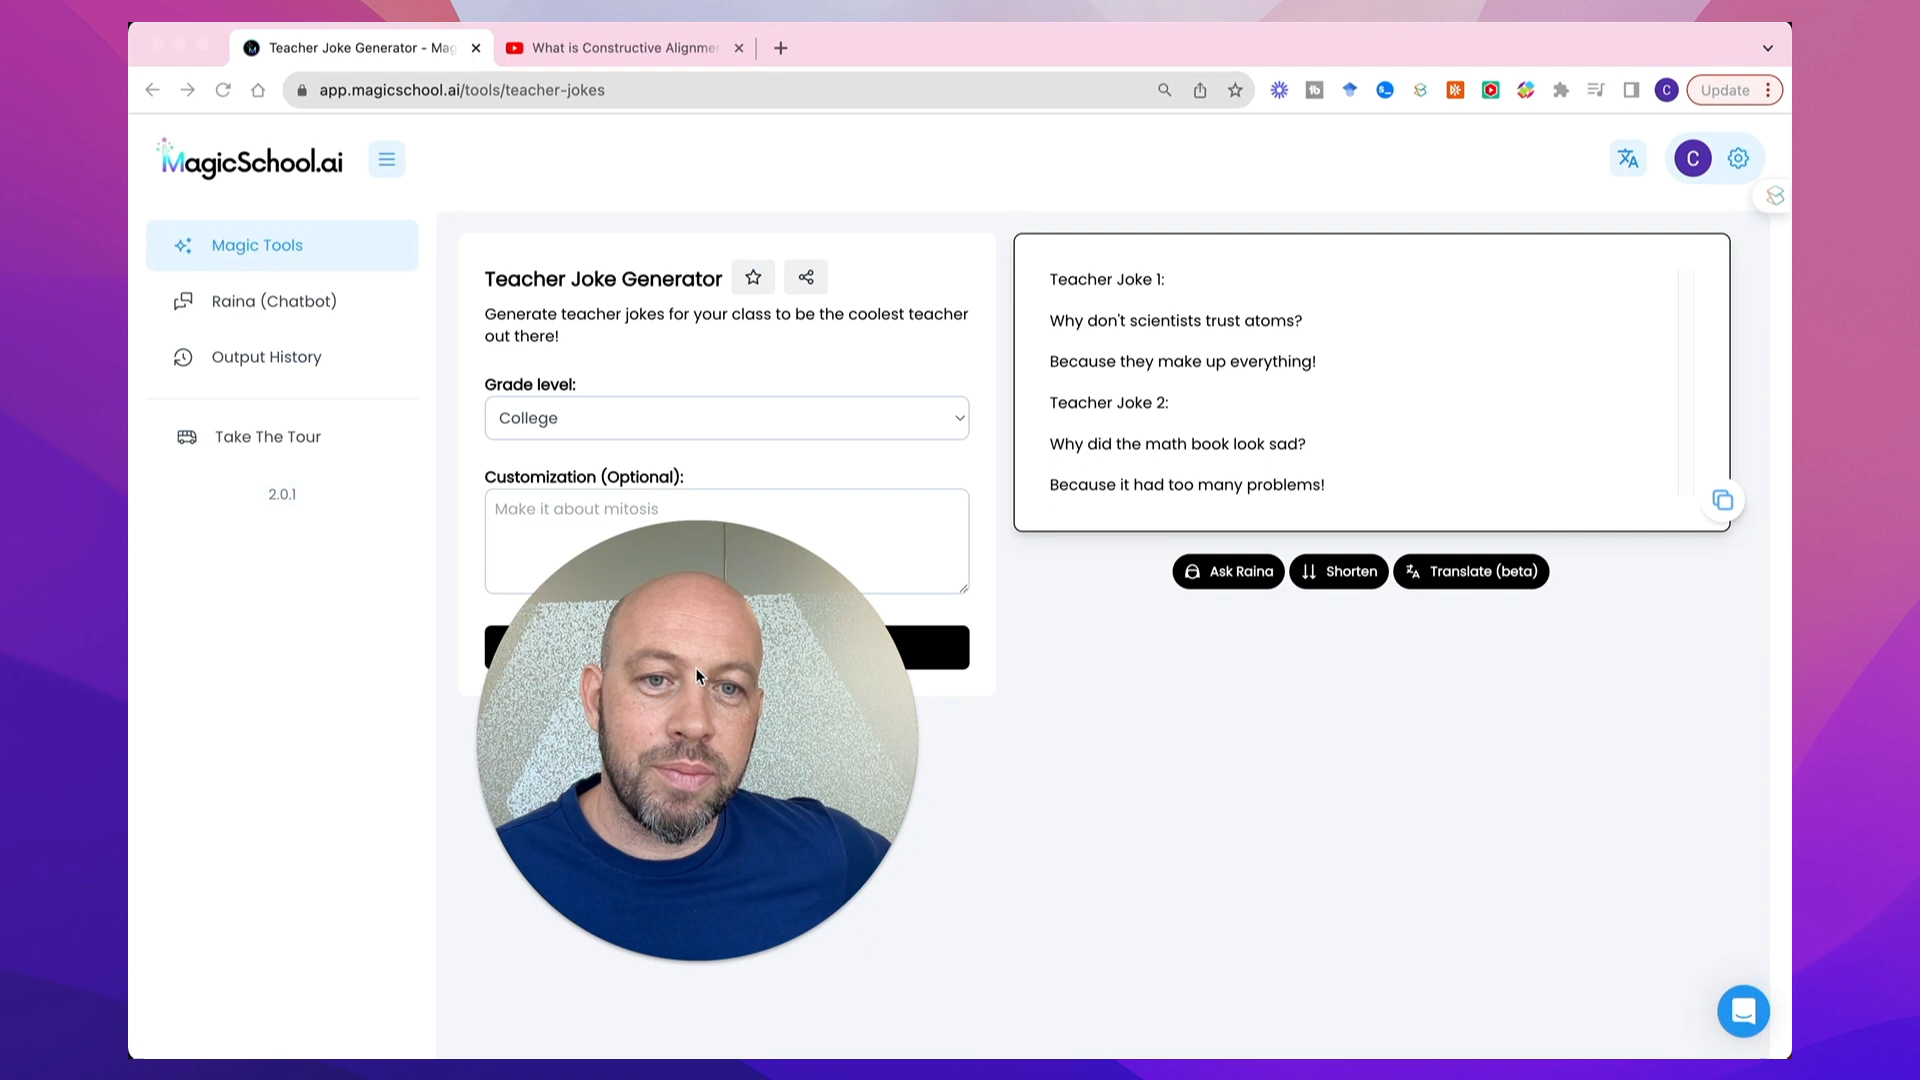 Teacher Joke Generator - Mag
What is Constructive Alignme
app.magicschool.ai/tools/teacher-jokes
Update
MagicSchool.ai
C
C
Magic Tools
Raina (Chatbot)
Output History
Take The Tour
2.0.1
Teacher Joke Generator
Generate teacher jokes for your class to be the coolest teacher
out there!
Grade level:
College
Customization (Optional):
Make it about mitosis
Teacher Joke 1:
Why don't scientists trust atoms?
Because they make up everything!
Teacher Joke 2:
Why did the math book look sad?
Because it had too many problems!
Ask Raina
Shorten
Translate (beta)